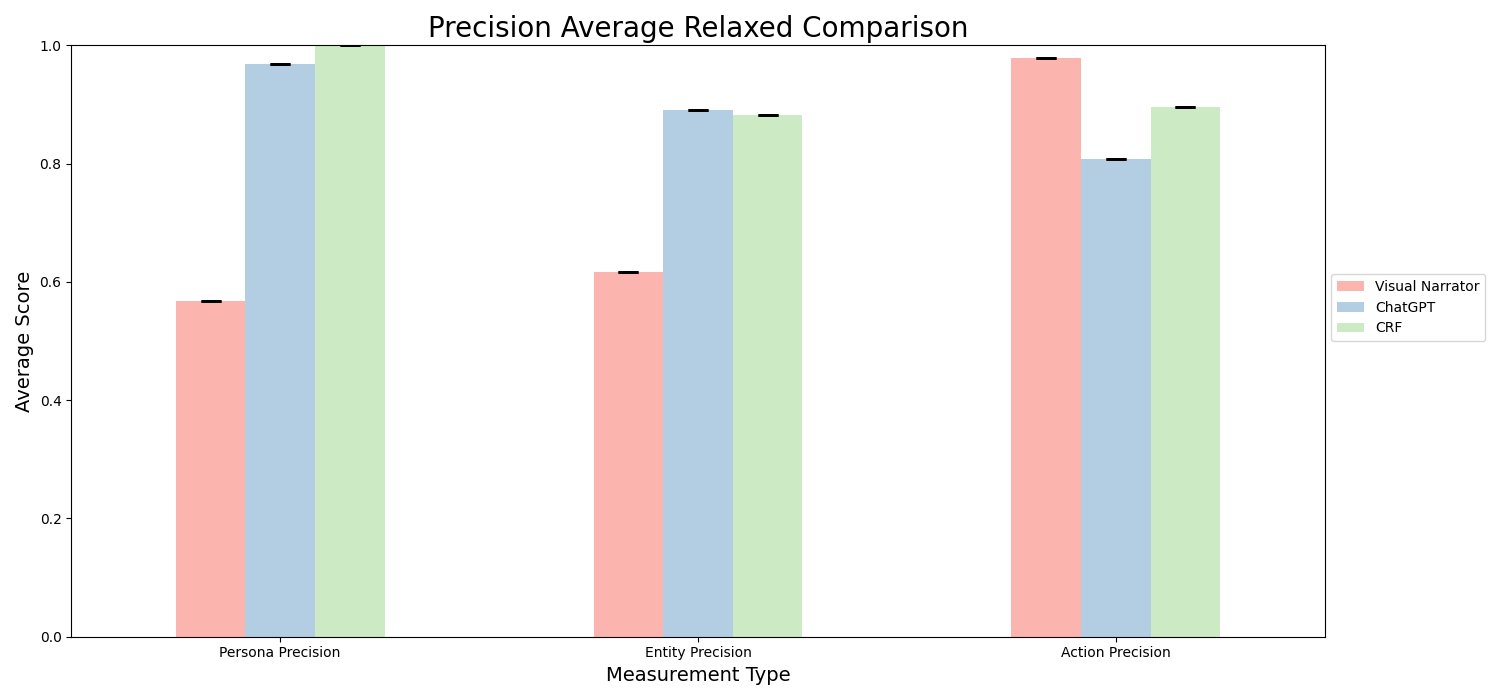 Precision Average Relaxed Comparison
1.0
0.8
0.6
0.4
0.2
0.0
Average Score
Persona Precision
Entity Precision
Action Precision
Measurement Type
Visual Narrator
ChatGPT
CRF